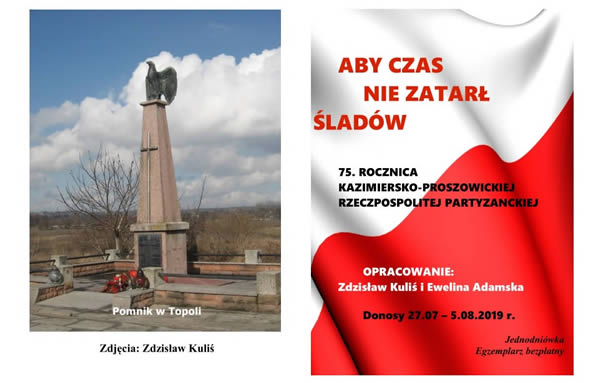 Pomnik w Topoli
Zdjęcia: Zdzisław Kuliś
ABY CZAS
NIE ZATARŁ
ŚLADÓW
75. ROCZNICA
KAZIMIERSKO-PROSZOWICKIEJ
RZECZPOSPOLITEJ PARTYZANCKIEJ
OPRACOWANIE:
Zdzisław Kuliś i Ewelina Adamska
Donosy 27.07 – 5.08.2019 r.
Jednodniówka
Egzemplarz bezpłatny